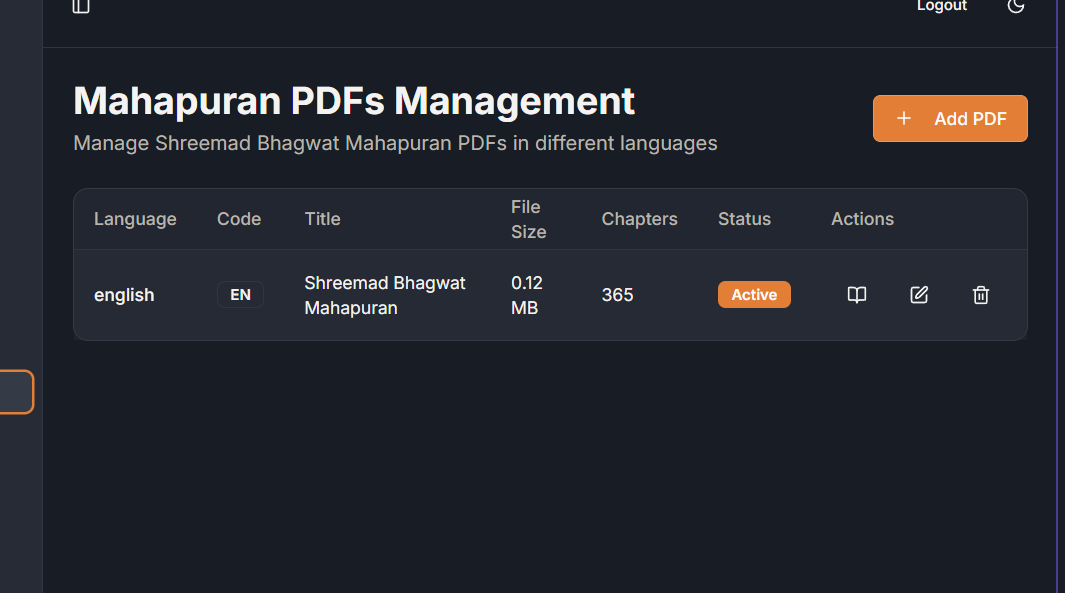 Logout
Mahapuran PDFs Management
Manage Shreemad Bhagwat Mahapuran PDFs in different languages
+ Add PDF
Language Code Title File Size Chapters Status Actions
english EN Shreemad Bhagwat Mahapuran 0.12 MB 365 Active